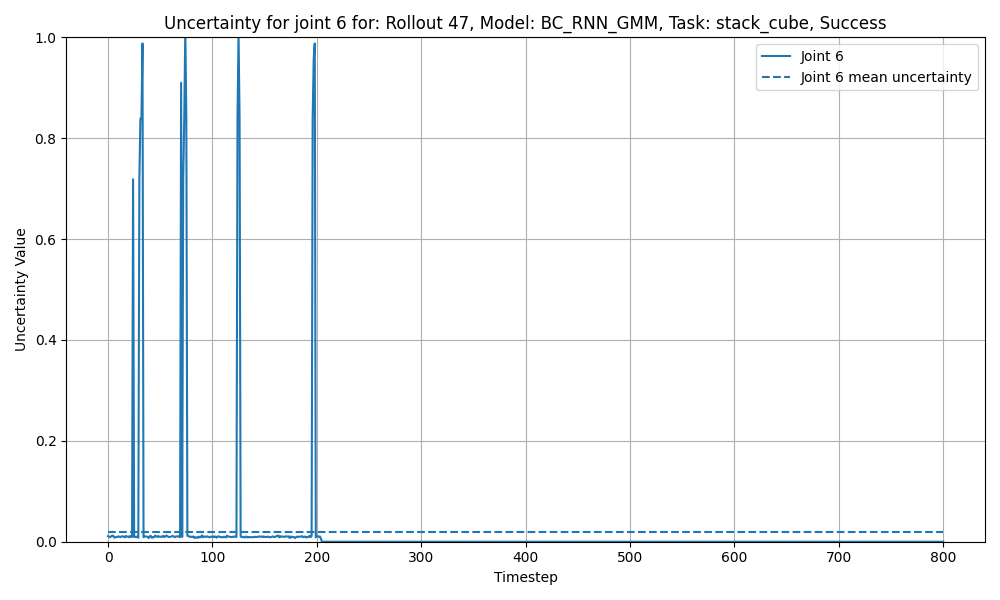 Uncertainty for joint 6 for: Rollout 47, Model: BC_RNN_GMM, Task: stack_cube, Success
Joint 6
Joint 6 mean uncertainty
Uncertainty Value
1.0
0.8
0.6
0.4
0.2
0.0
0 100 200 300 400 500 600 700 800
Timestep